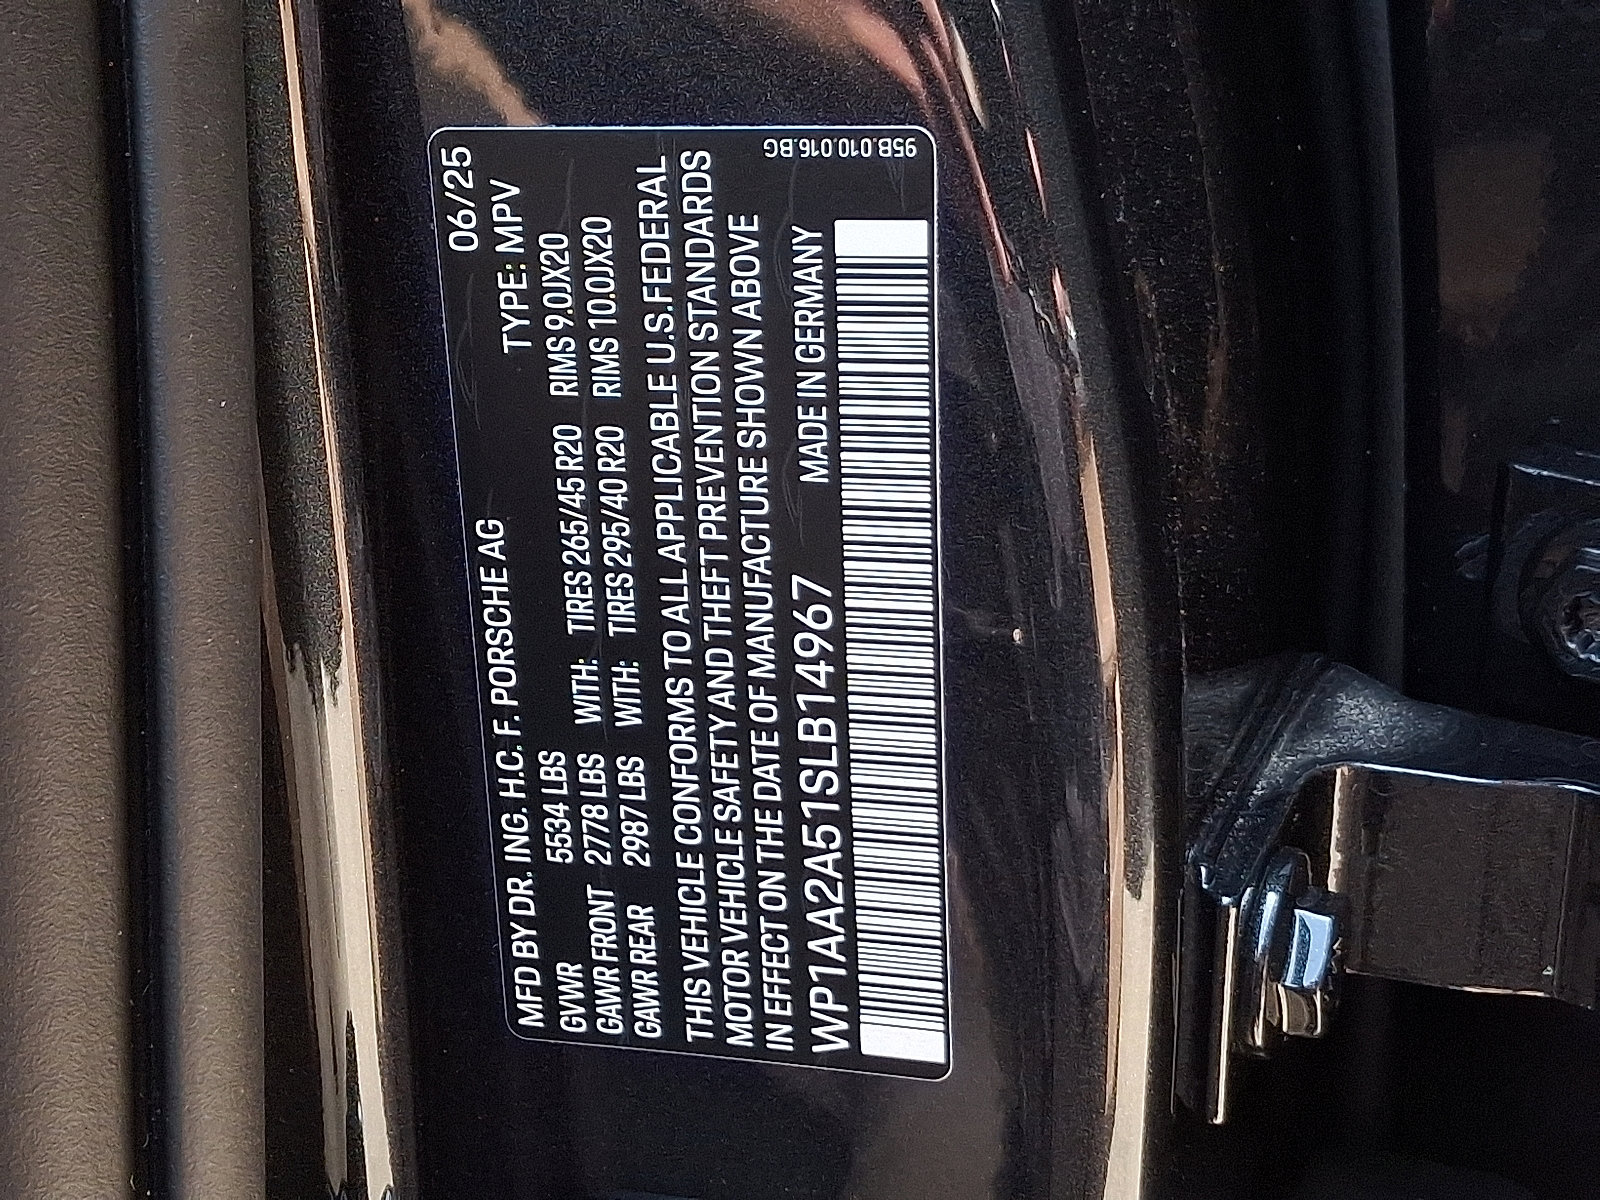 06/25
MFD BY DR. ING. H.C. F. PORSCHE AG TYPE: MPV
GVWR 5534 LBS
GAWR FRONT 2778 LBS WITH: TIRES 265/45 R20 RIMS 9.0JX20
GAWR REAR 2987 LBS WITH: TIRES 295/40 R20 RIMS 10.0JX20
THIS VEHICLE CONFORMS TO ALL APPLICABLE U.S.FEDERAL
MOTOR VEHICLE SAFETY AND THEFT PREVENTION STANDARDS
IN EFFECT ON THE DATE OF MANUFACTURE SHOWN ABOVE
WP1AA2A51SLB14967 MADE IN GERMANY
95B.010.016.BG